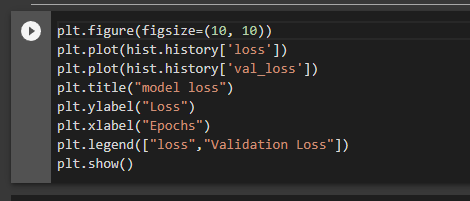 plt.figure(figsize=(10, 10))
plt.plot(hist.history['loss'])
plt.plot(hist.history['val_loss'])
plt.title("model loss")
plt.ylabel("Loss")
plt.xlabel("Epochs")
plt.legend(["loss","Validation Loss"])
plt.show()